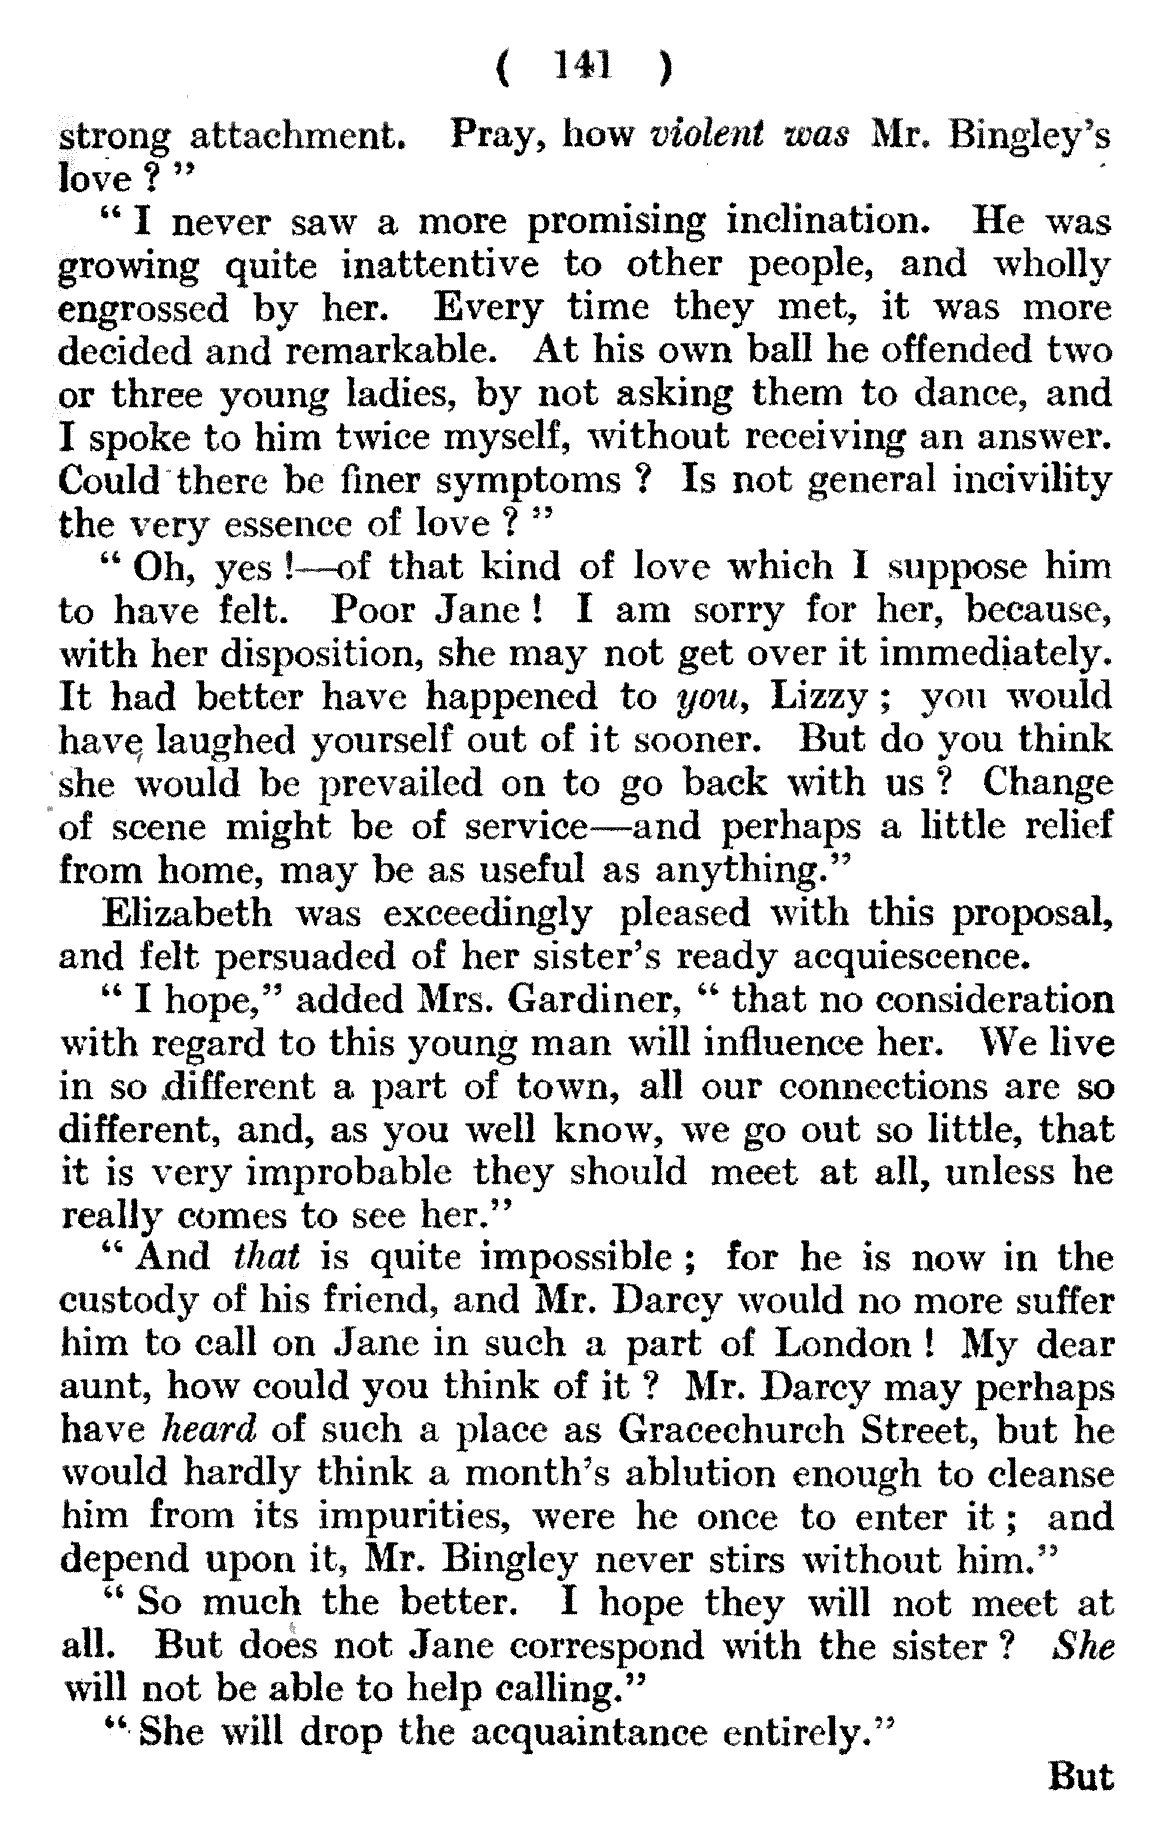 ( 141 )
strong attachment. Pray, how violent was Mr. Bingley's
love ? "
" I never saw a more promising inclination. He was
growing quite inattentive to other people, and wholly
engrossed by her. Every time they met, it was more
decided and remarkable. At his own ball he offended two
or three young ladies, by not asking them to dance, and
I spoke to him twice myself, without receiving an answer.
Could there be finer symptoms ? Is not general incivility
the very essence of love ? "
" Oh, yes !—of that kind of love which I suppose him
to have felt. Poor Jane ! I am sorry for her, because,
with her disposition, she may not get over it immediately.
It had better have happened to you, Lizzy ; you would
have laughed yourself out of it sooner. But do you think
she would be prevailed on to go back with us ? Change
of scene might be of service—and perhaps a little relief
from home, may be as useful as anything."
Elizabeth was exceedingly pleased with this proposal,
and felt persuaded of her sister's ready acquiescence.
" I hope," added Mrs. Gardiner, " that no consideration
with regard to this young man will influence her. We live
in so different a part of town, all our connections are so
different, and, as you well know, we go out so little, that
it is very improbable they should meet at all, unless he
really comes to see her."
" And that is quite impossible ; for he is now in the
custody of his friend, and Mr. Darcy would no more suffer
him to call on Jane in such a part of London ! My dear
aunt, how could you think of it ? Mr. Darcy may perhaps
have heard of such a place as Gracechurch Street, but he
would hardly think a month's ablution enough to cleanse
him from its impurities, were he once to enter it ; and
depend upon it, Mr. Bingley never stirs without him."
" So much the better. I hope they will not meet at
all. But does not Jane correspond with the sister ? She
will not be able to help calling."
" She will drop the acquaintance entirely."
But